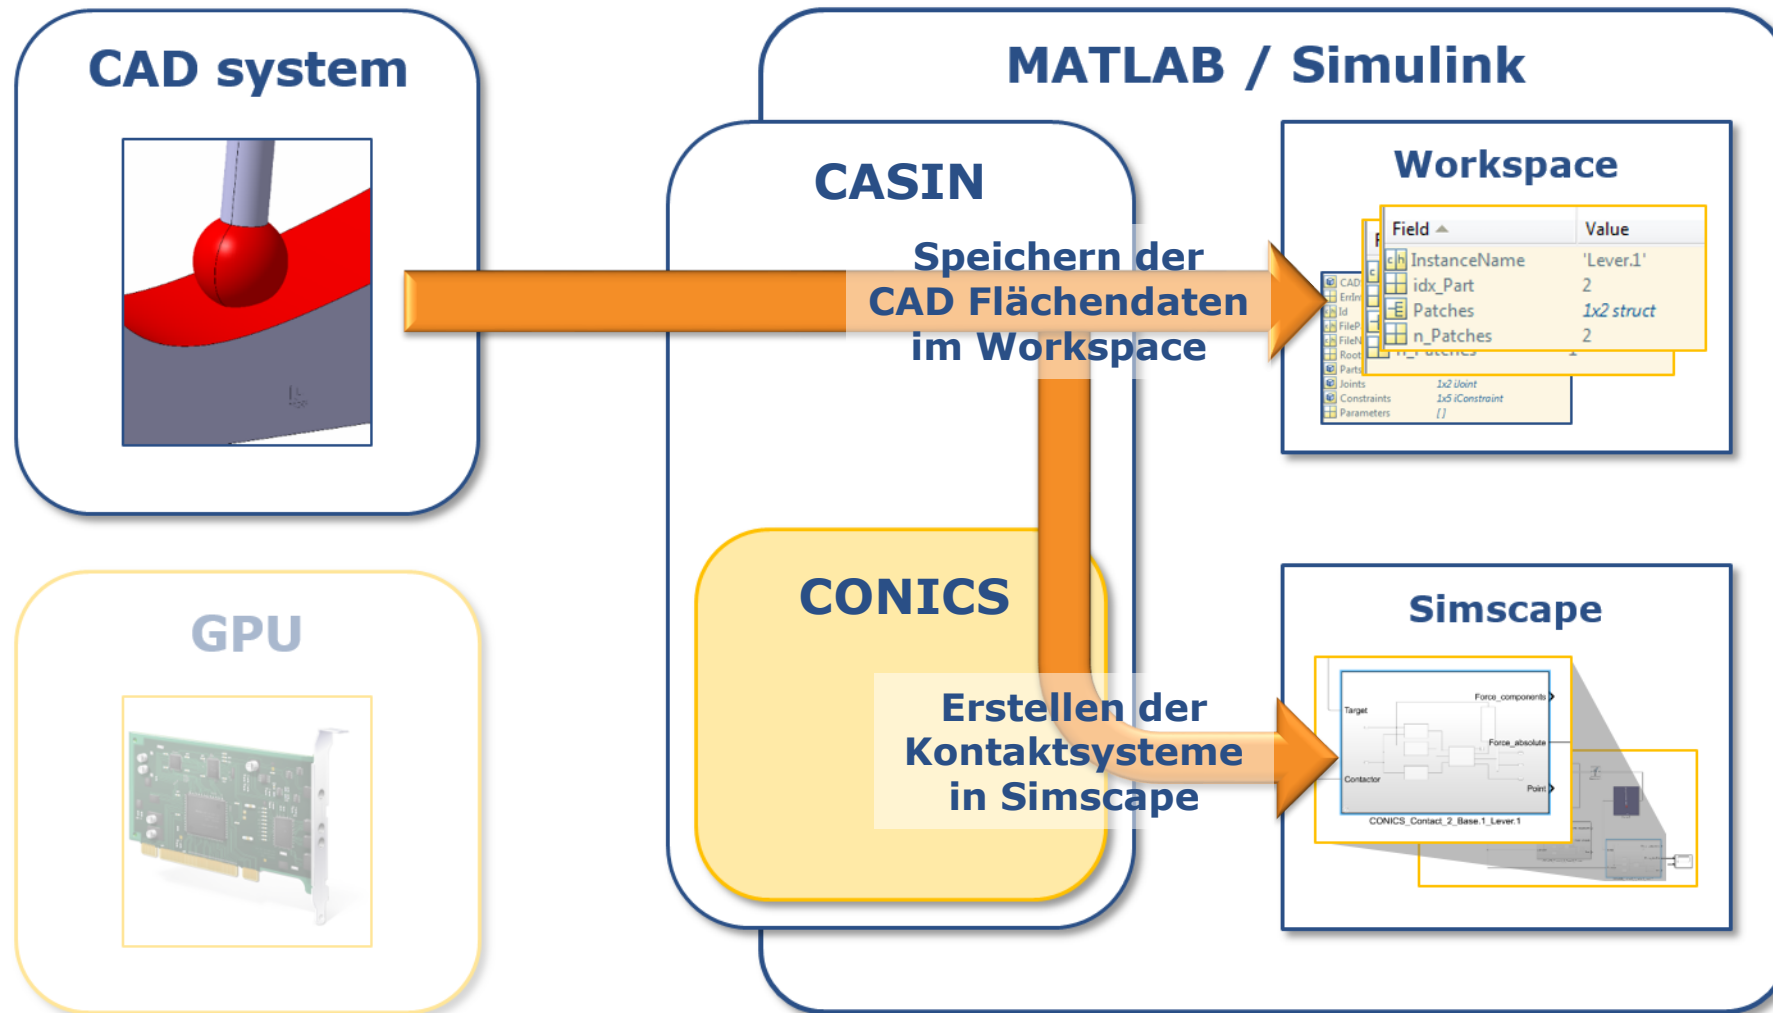 CAD system
MATLAB / Simulink
CASIN
Workspace
Speichern der
CAD Flächendaten
im Workspace
Field Value
InstanceName 'Lever.1'
idx_Part 2
Patches 1x2 struct
n_Patches 2
Id
Joints 1x2 iJoint
Constraints 1x5 iConstraint
Parameters []
GPU
CONICS
Erstellen der
Kontaktsysteme
in Simscape
Simscape
Force_components
Target
Force_absolute
Contactor
Point
CONICS_Contact_2_Base.1_Lever.1